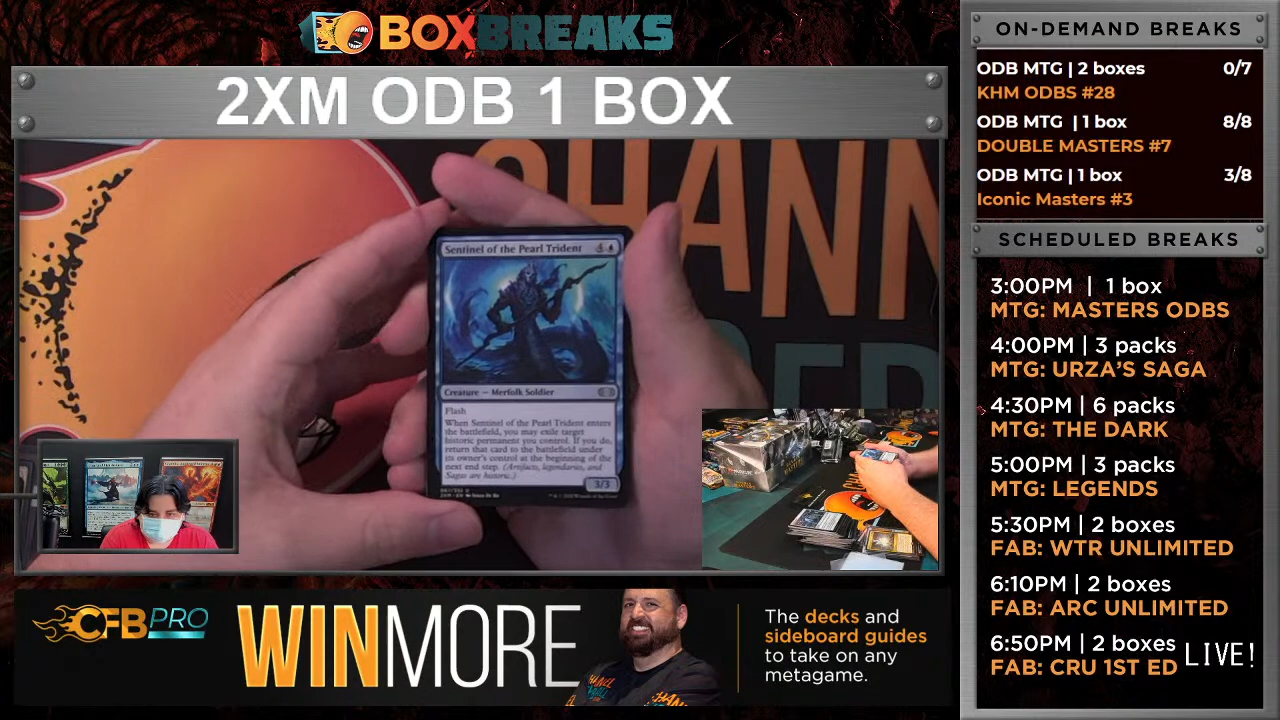 BOXBREAKS
2XM ODB 1 BOX
Sentinel of the Pearl Trident 4
Creature — Merfolk Soldier
Flash
When Sentinel of the Pearl Trident enters
the battlefield, you may exile target
historic permanent you control. If you do,
return that card to the battlefield under
its owner's control at the beginning of the
next end step. (Artifacts, legendaries, and
Sagas are historic.)
3/3
CHANN
CFBPRO
WINMORE
The decks and
sideboard guides
to take on any
metagame.
ON-DEMAND BREAKS
ODB MTG | 2 boxes 0/7
KHM ODBS #28
ODB MTG | 1 box 8/8
DOUBLE MASTERS #7
ODB MTG | 1 box 3/8
Iconic Masters #3
SCHEDULED BREAKS
3:00PM | 1 box
MTG: MASTERS ODBS
4:00PM | 3 packs
MTG: URZA'S SAGA
4:30PM | 6 packs
MTG: THE DARK
5:00PM | 3 packs
MTG: LEGENDS
5:30PM | 2 boxes
FAB: WTR UNLIMITED
6:10PM | 2 boxes
FAB: ARC UNLIMITED
6:50PM | 2 boxes
FAB: CRU 1ST ED
LIVE!